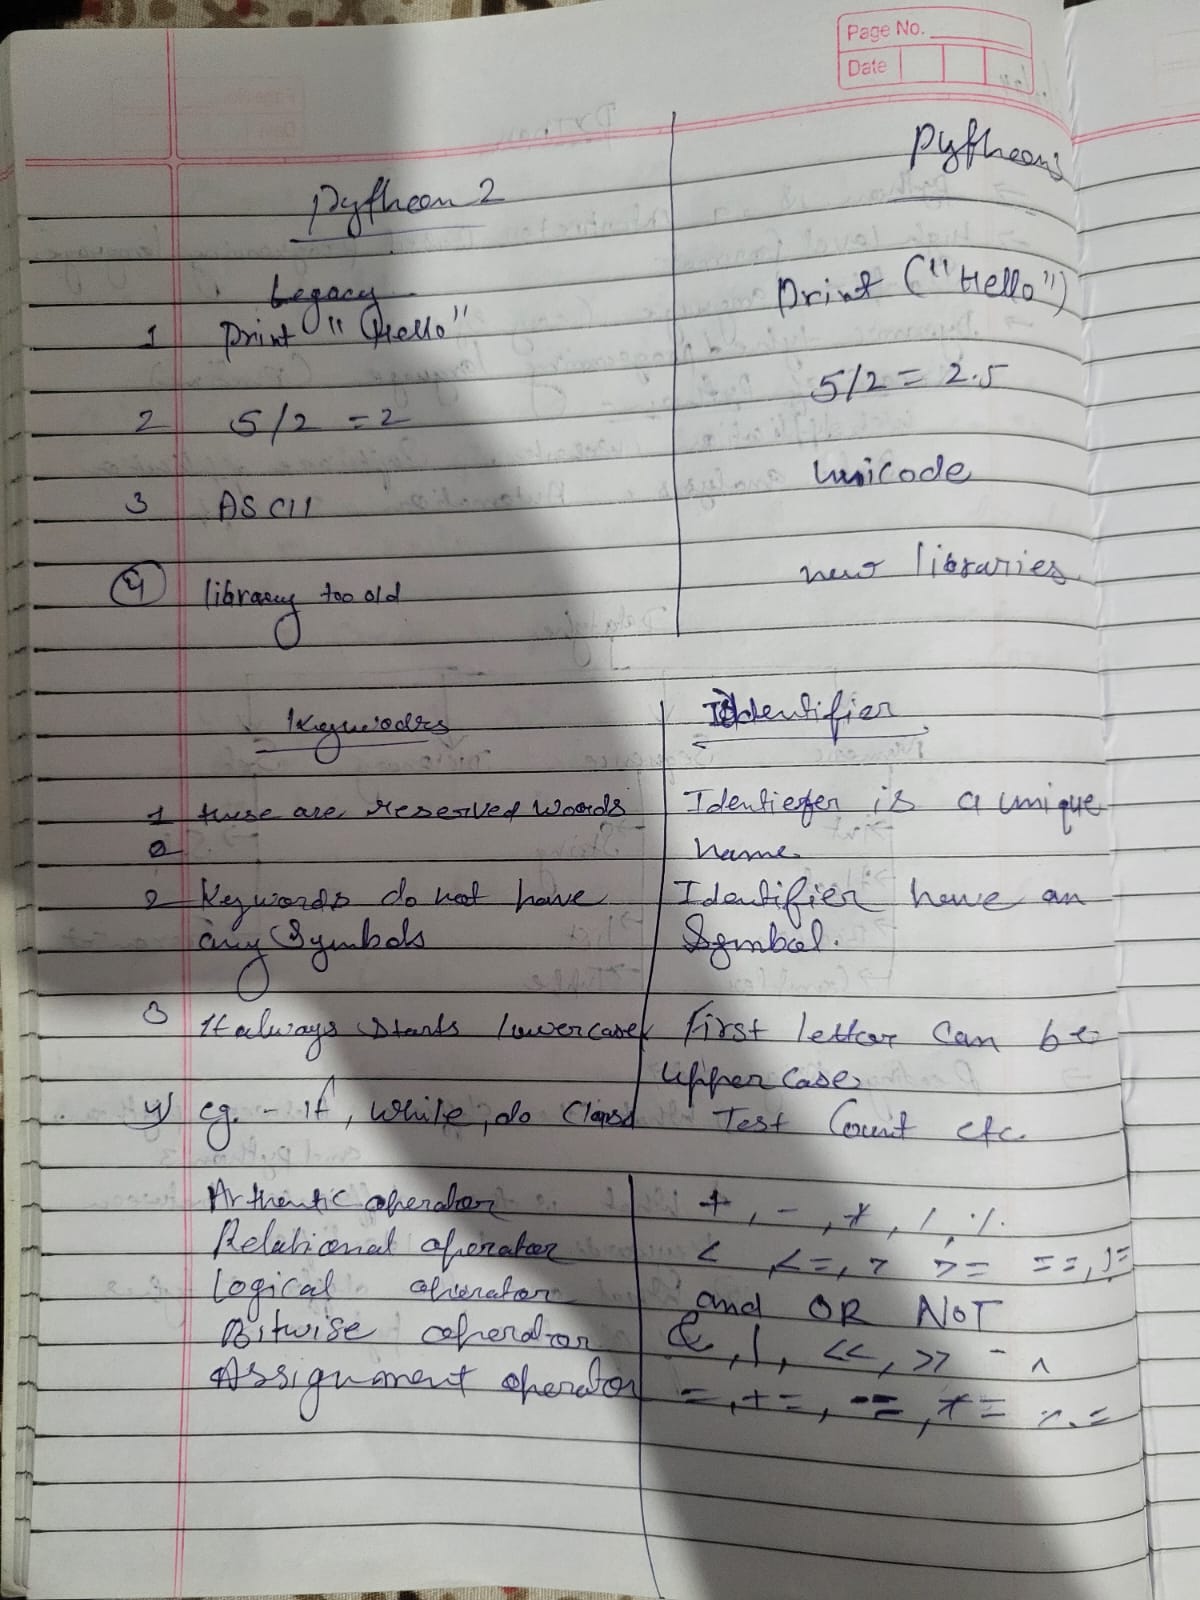 Page No.
Date
Pytheon 2
Pytheon3
Legacy
Print ("Hello")
1 Print "Hello"
5/2 = 2.5
2 5/2 = 2
Unicode
3 ASCII
new libraries.
4 library too old
Keywodrs
Identifier
1 these are reserved words
Identiefer is a unique
name.
2 Keywords do not have
Identifier have an
any Symbols
Symbol.
3 It always starts lowercase
First letter can be
upper case
4) eg. - if, while, do Class
Test Count etc.
Arthentic operator
+, -, *, /, %
Relational operator
< , <=, > >= ==, !=
Logical operator
and OR NOT
Bitwise operator
&, |, <<, >> - ^
Assignment operator
=, +=, -=, *= %=